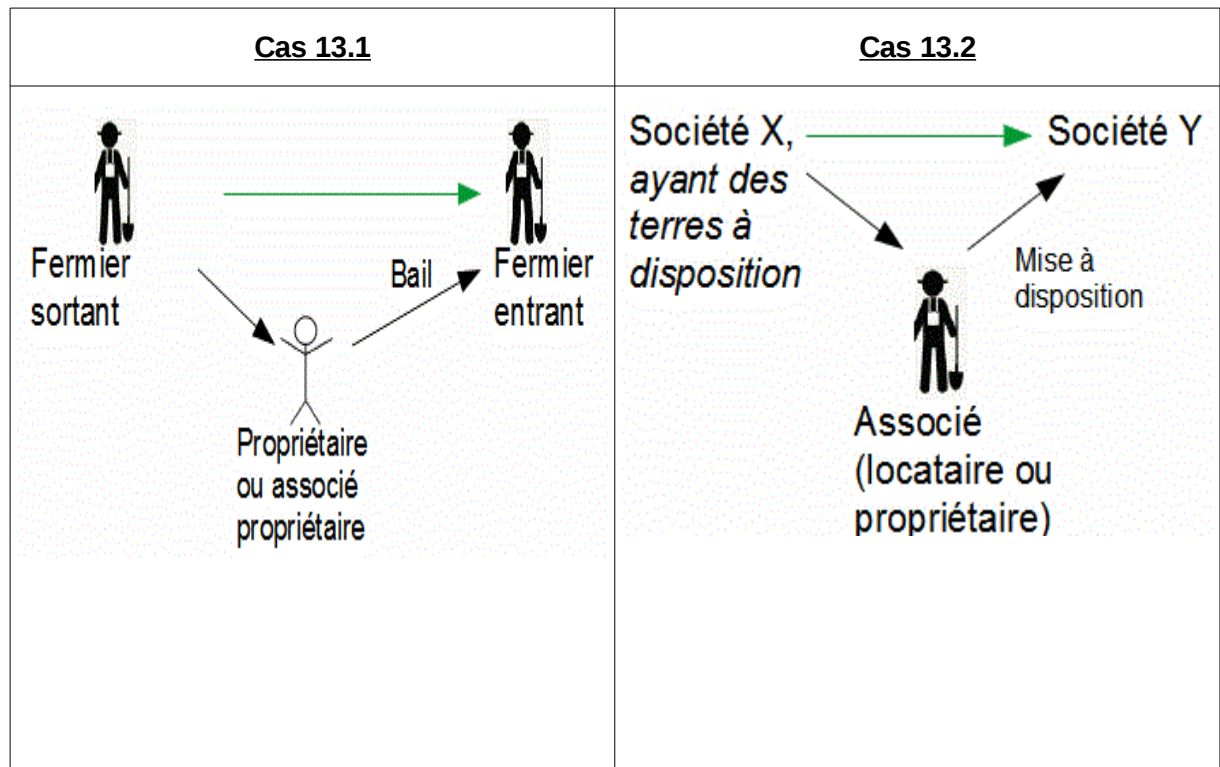 Cas 13.1
Fermier
sortant
Bail
Fermier
entrant
Propriétaire
ou associé
propriétaire
Cas 13.2
Société X,
ayant des
terres à
disposition
Société Y
Mise à
disposition
Associé
(locataire ou
propriétaire)